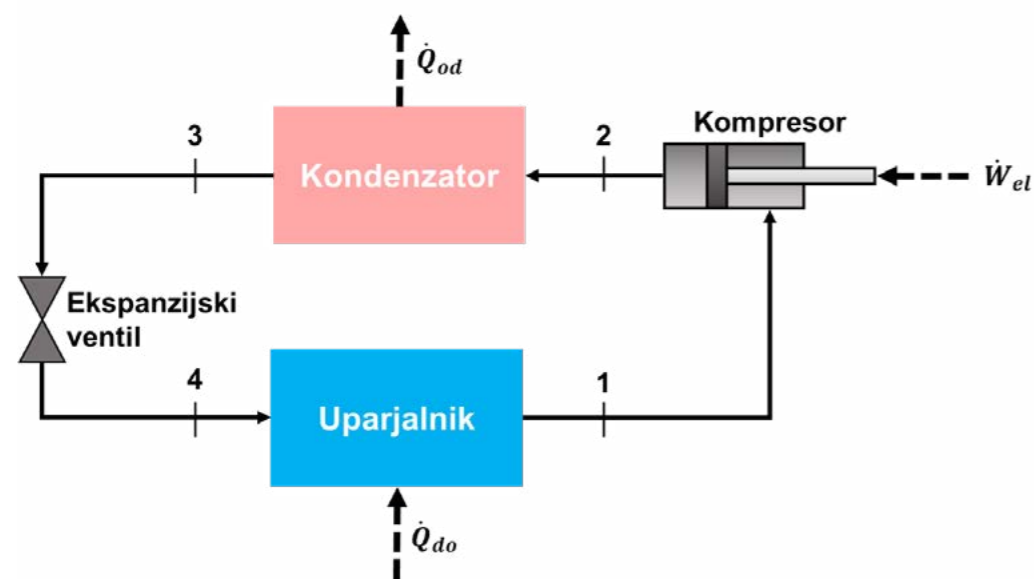 Q̇od
Kompresor
3
2
Kondenzator
Ẇel
Ekspanzijski
ventil
4
1
Uparjalnik
Q̇do